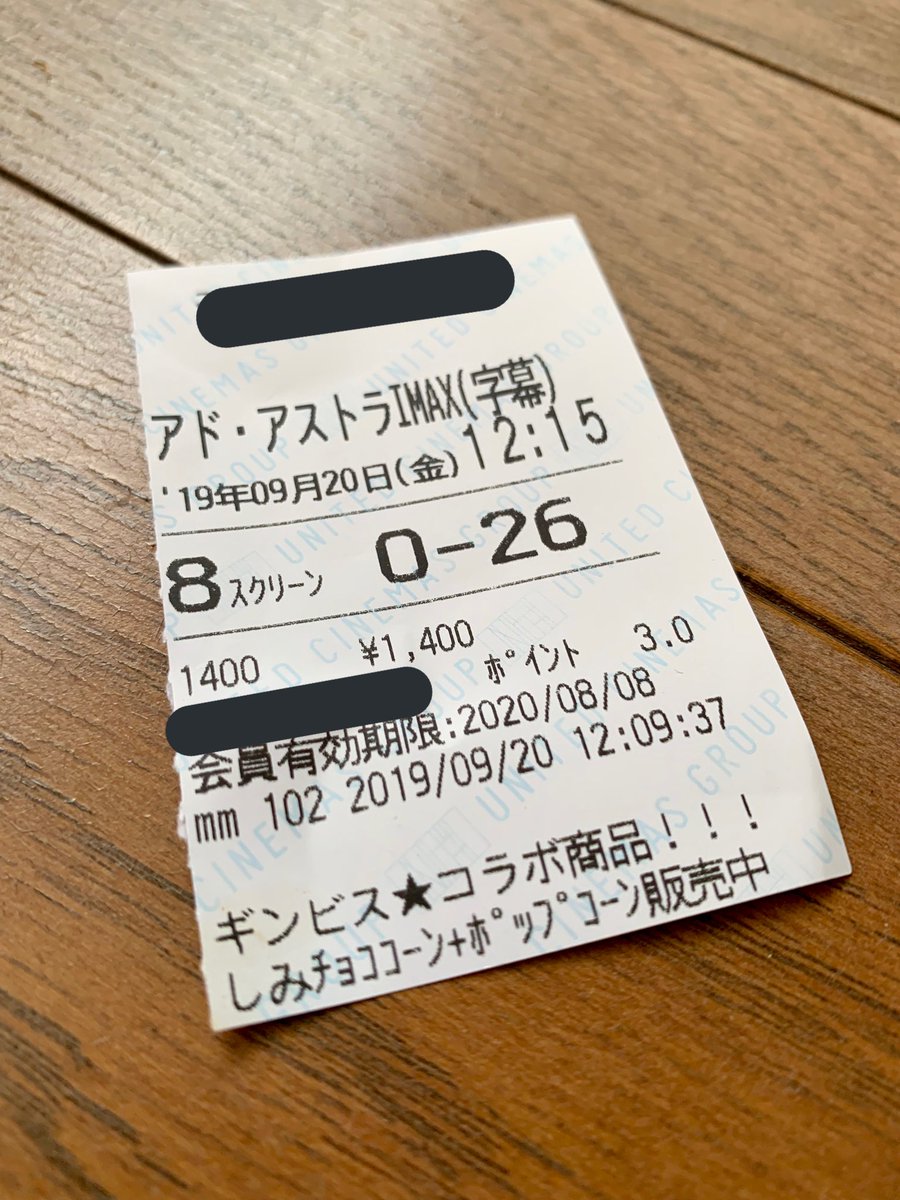 アド・アストラIMAX(字幕)
'19年09月20日(金) 12:15
8スクリーン O-26
1400 ¥1,400 ﾎﾟｲﾝﾄ 3.0
会員有効期限:2020/08/08
mm 102 2019/09/20 12:09:37
ギンビス★コラボ商品!!!
しみﾁｮｺｺｰﾝ+ﾎﾟｯﾌﾟｺｰﾝ販売中
UNITED CINEMAS GROUP